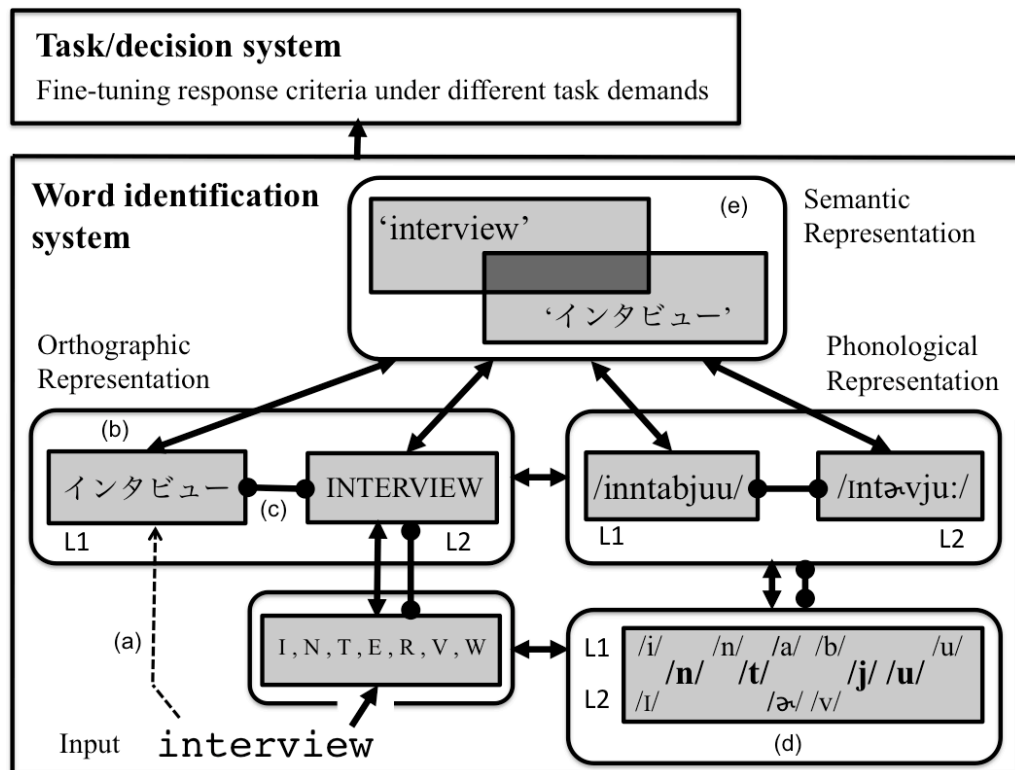 Task/decision system
Fine-tuning response criteria under different task demands
Word identification
system
(e)
Semantic
Representation
‘interview’
‘インタビュー’
Orthographic
Representation
Phonological
Representation
(b)
インタビュー
(c)
INTERVIEW
L1
L2
/inntabjuu/
/ɪntɚvju:/
L1
L2
(a)
I , N , T , E , R , V , W
L1 /i/ /n/ /a/ /b/ /u/
/n/ /t/ /j/ /u/
L2 /ɪ/ /ɚ/ /v/
(d)
Input interview